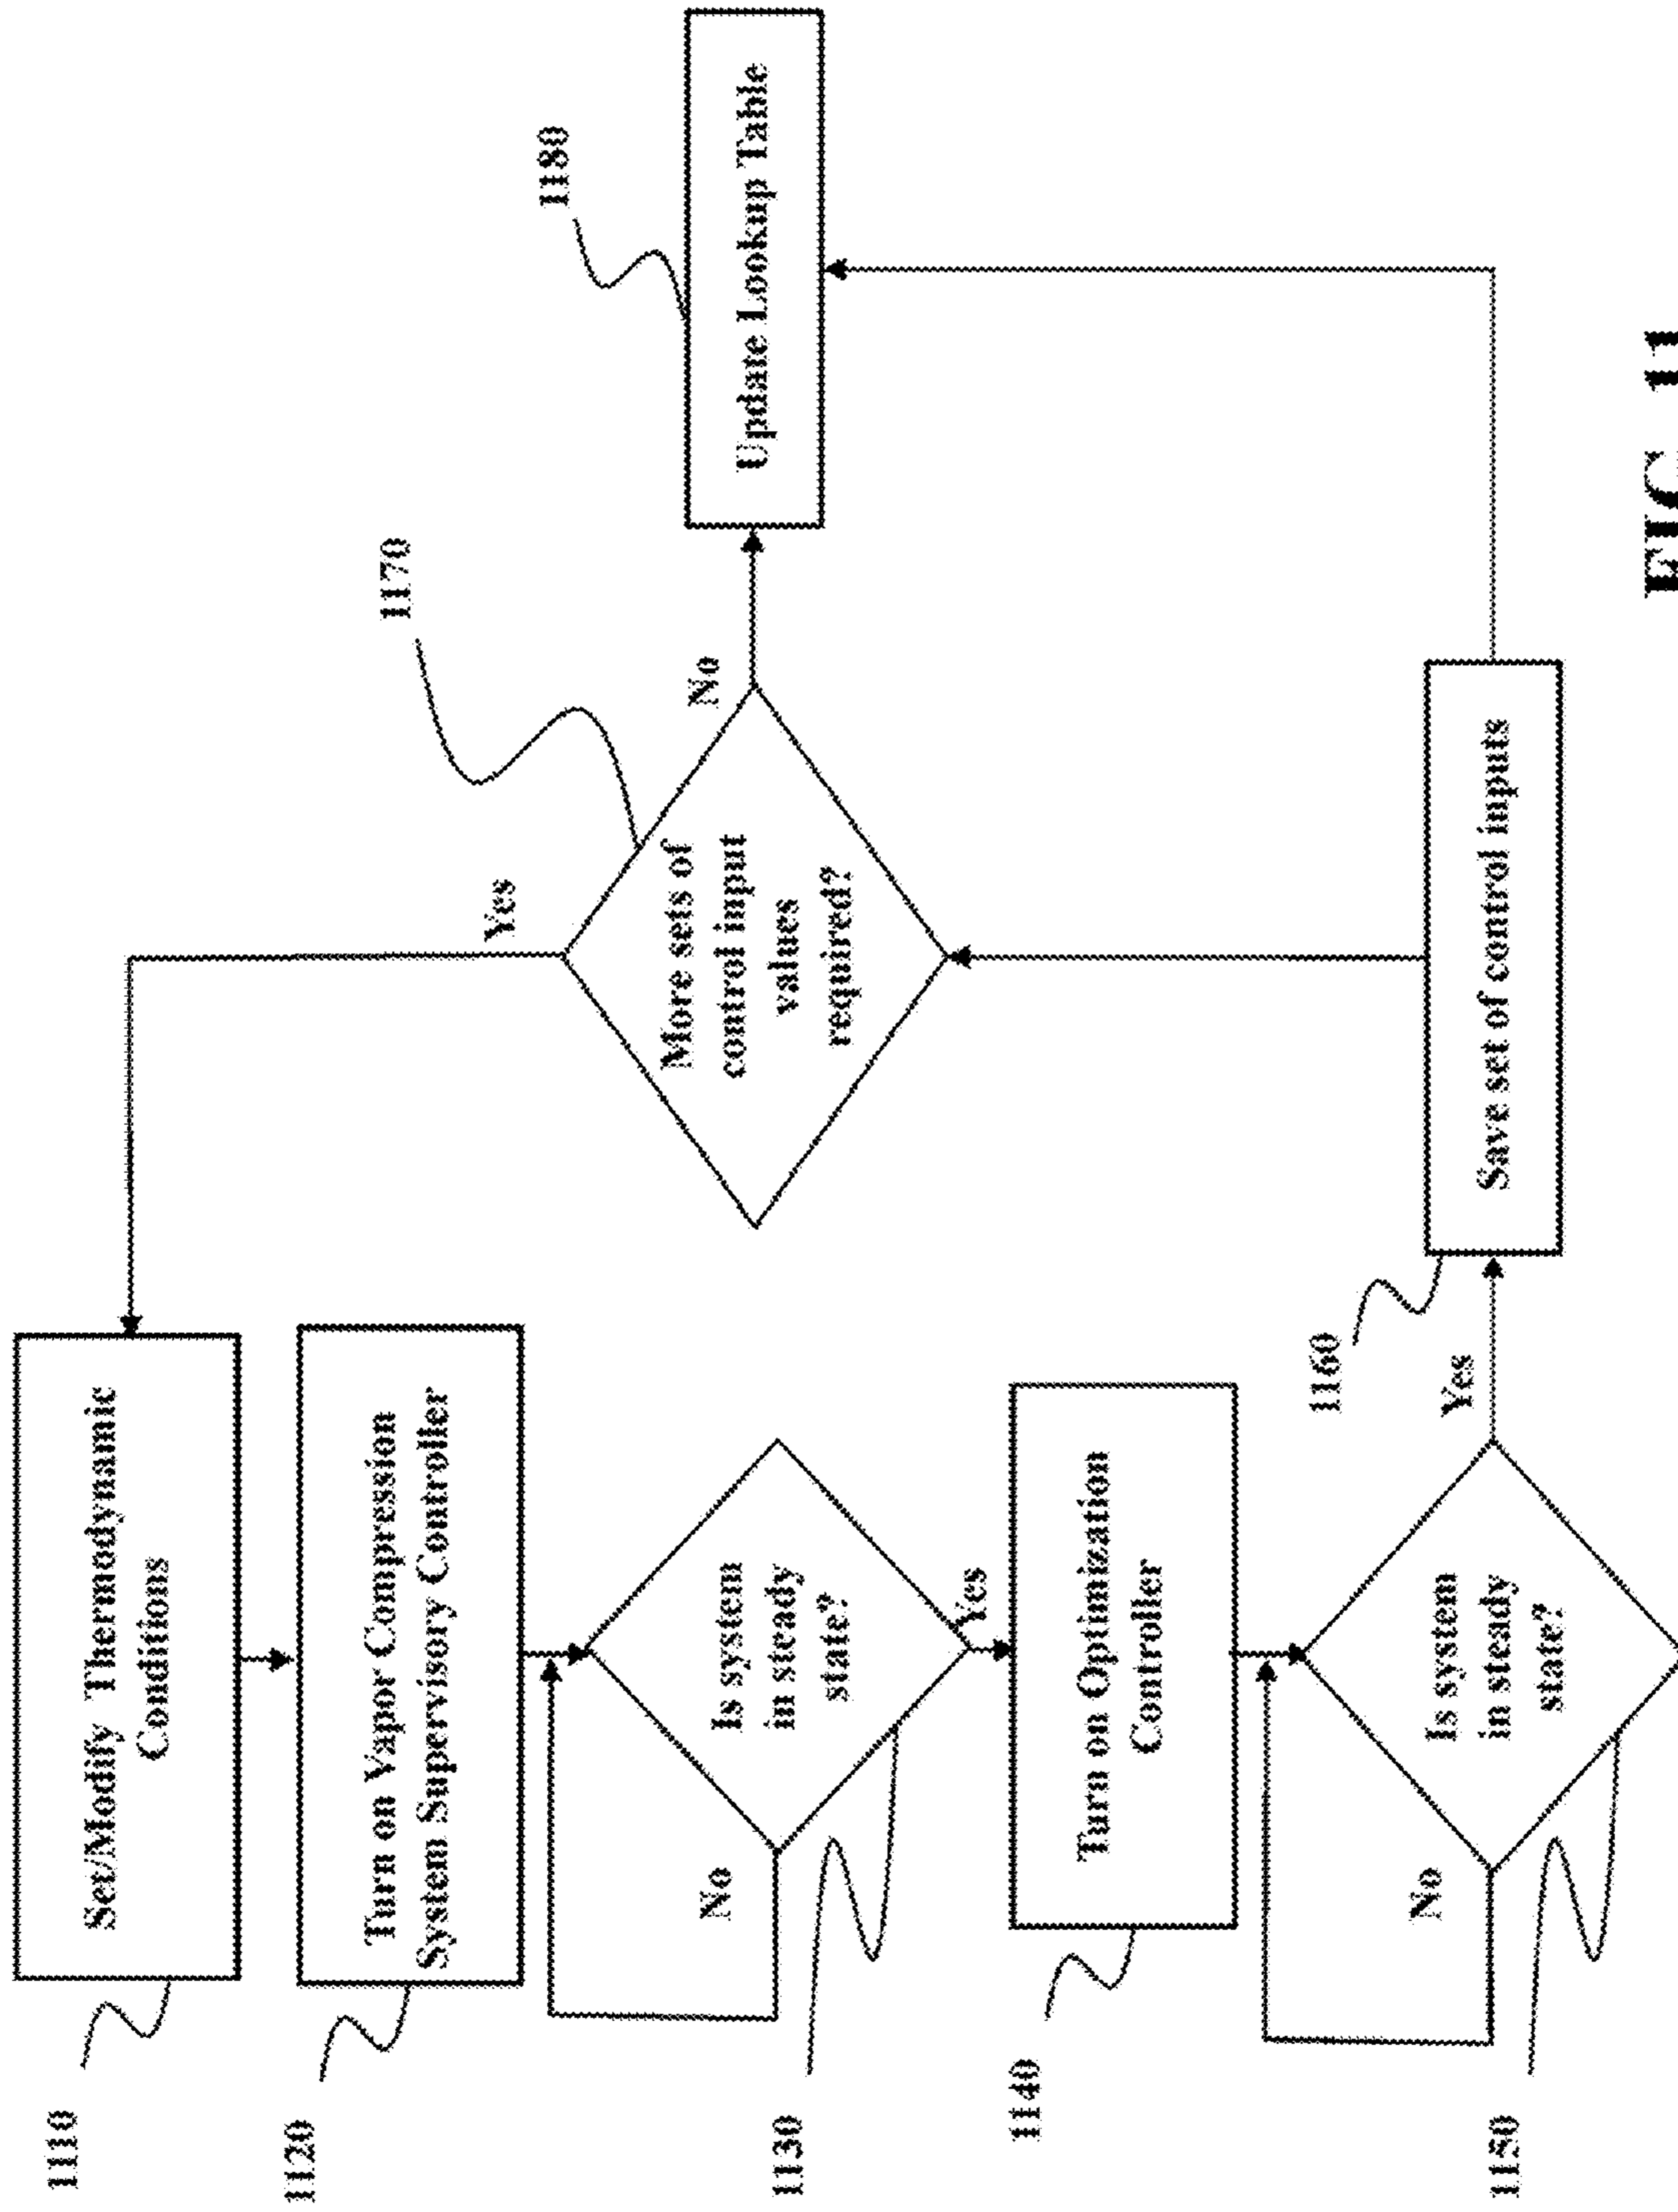 1110
Set/Modify Thermodynamic
Conditions
1120
Turn on Vapor Compression
System Supervisory Controller
1130
Is system
in steady
state?
No
Yes
1140
Turn on Optimization
Controller
1150
Is system
in steady
state?
No
Yes
1160
Save set of control inputs
1170
More sets of
control input
values
required?
Yes
No
1180
Update Lookup Table
FIG. 11